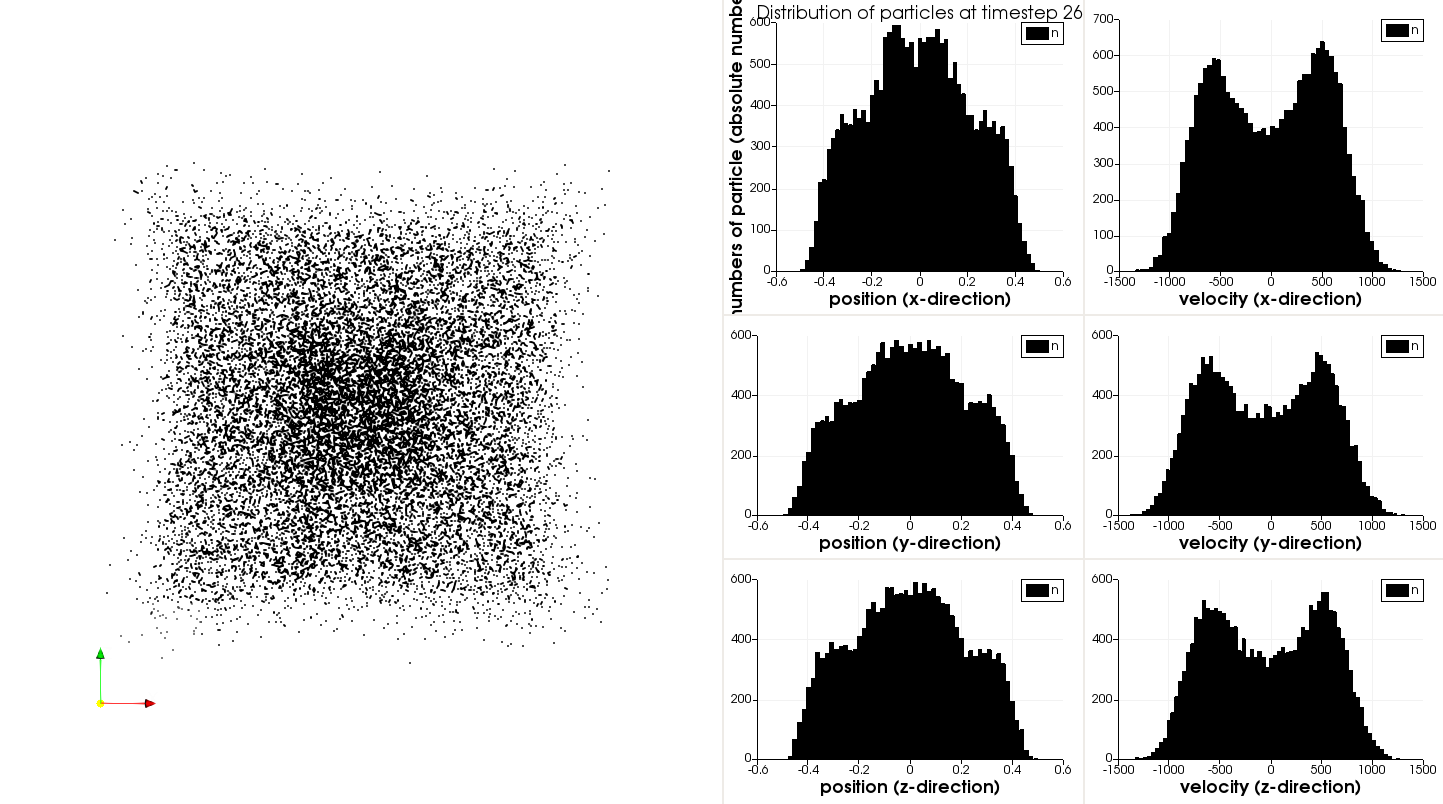 Distribution of particles at timestep 26
numbers of particle (absolute number
600
500
400
300
200
100
0
-0.6 -0.4 -0.2 0 0.2 0.4 0.6
position (x-direction)
n
700
600
500
400
300
200
100
0
-1500 -1000 -500 0 500 1000 1500
velocity (x-direction)
n
600
400
200
0
-0.6 -0.4 -0.2 0 0.2 0.4 0.6
position (y-direction)
n
600
400
200
0
-1500 -1000 -500 0 500 1000 1500
velocity (y-direction)
n
600
400
200
0
-0.6 -0.4 -0.2 0 0.2 0.4 0.6
position (z-direction)
n
600
400
200
0
-1500 -1000 -500 0 500 1000 1500
velocity (z-direction)
n